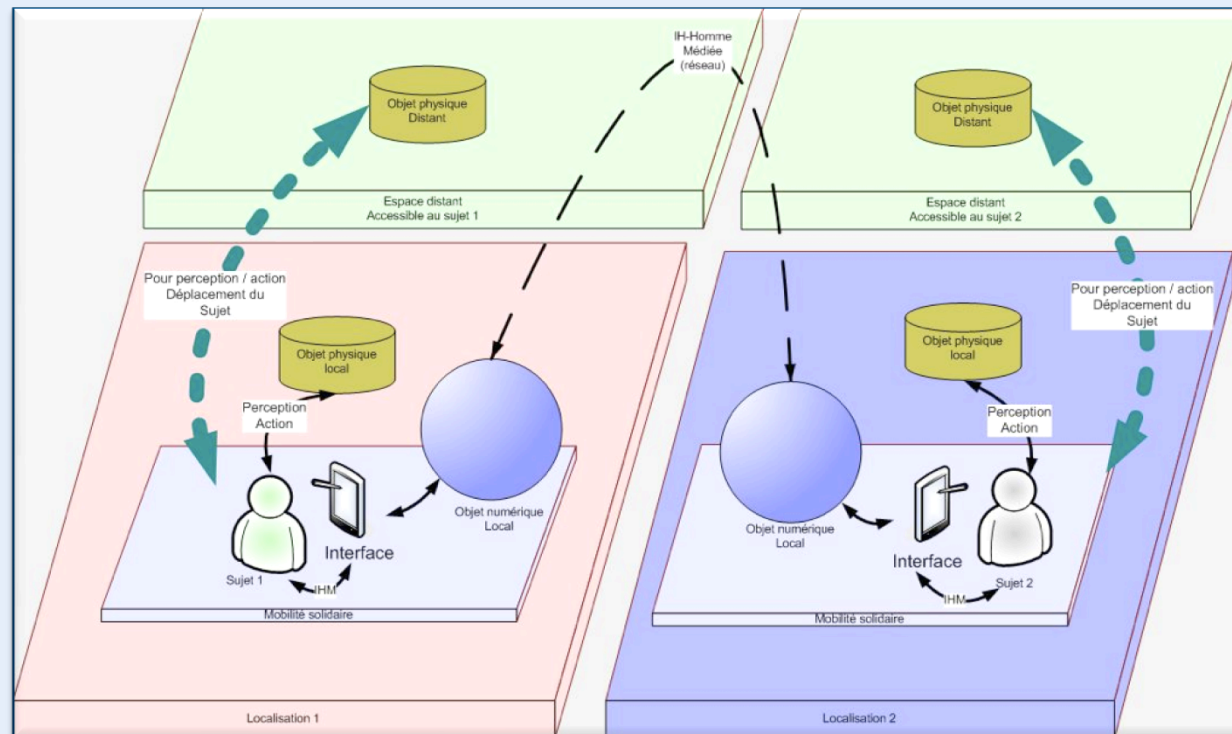 IH-Homme
Médiée
(réseau)
Objet physique
Distant
Objet physique
Distant
Espace distant
Accessible au sujet 1
Espace distant
Accessible au sujet 2
Pour perception / action
Déplacement du
Sujet
Pour perception / action
Déplacement du
Sujet
Objet physique
local
Objet physique
local
Perception
Action
Perception
Action
Objet numérique
Local
Objet numérique
Local
Interface
Interface
Sujet 1
IHM
IHM
Sujet 2
Mobilité solidaire
Mobilité solidaire
Localisation 1
Localisation 2